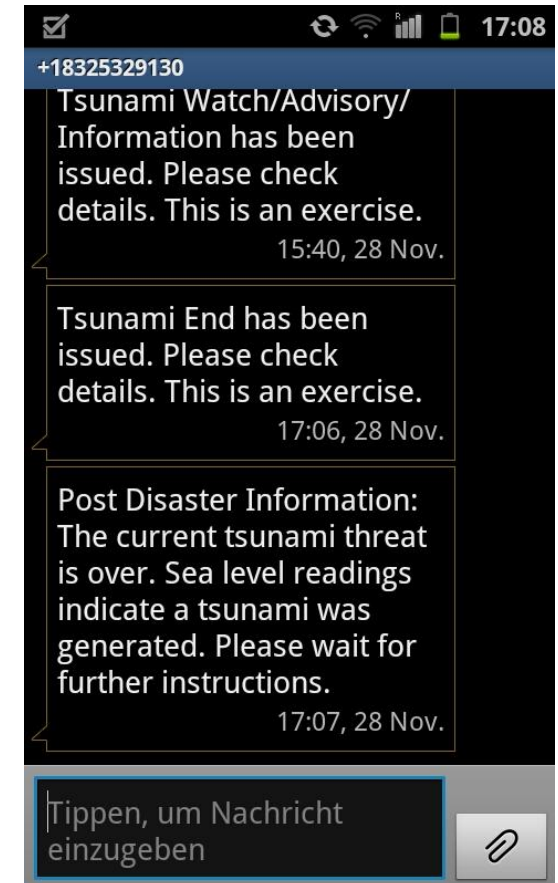 R
17:08
+18325329130
Tsunami Watch/Advisory/
Information has been
issued. Please check
details. This is an exercise.
15:40, 28 Nov.
Tsunami End has been
issued. Please check
details. This is an exercise.
17:06, 28 Nov.
Post Disaster Information:
The current tsunami threat
is over. Sea level readings
indicate a tsunami was
generated. Please wait for
further instructions.
17:07, 28 Nov.
Tippen, um Nachricht
einzugeben